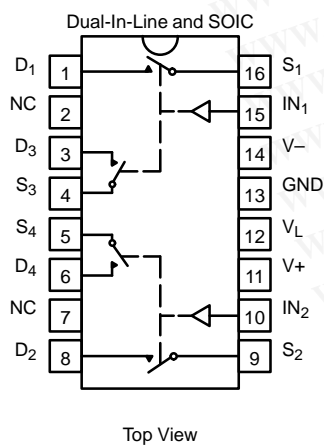 Dual-In-Line and SOIC
D1 1 16 S1
NC 2 15 IN1
D3 3 14 V–
S3 4 13 GND
S4 5 12 VL
D4 6 11 V+
NC 7 10 IN2
D2 8 9 S2
Top View